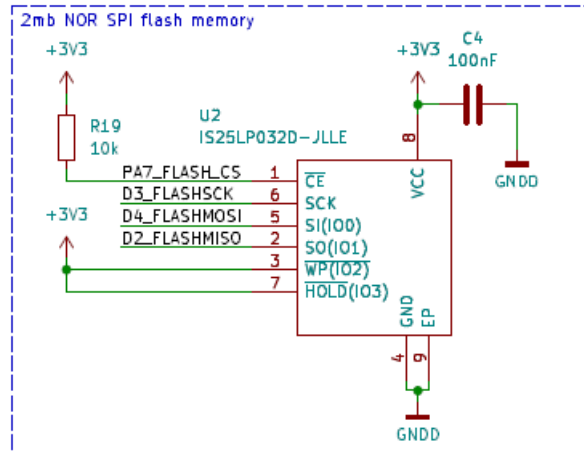 2mb NOR SPI flash memory
+3V3
R19
10k
U2
IS25LP032D-JLLE
+3V3
C4
100nF
GNDD
8
VCC
PA7_FLASH_CS 1 CE
D3_FLASHSCK 6 SCK
D4_FLASHMOSI 5 SI(IO0)
D2_FLASHMISO 2 SO(IO1)
+3V3
3 WP(IO2)
7 HOLD(IO3)
GND
EP
4
9
GNDD